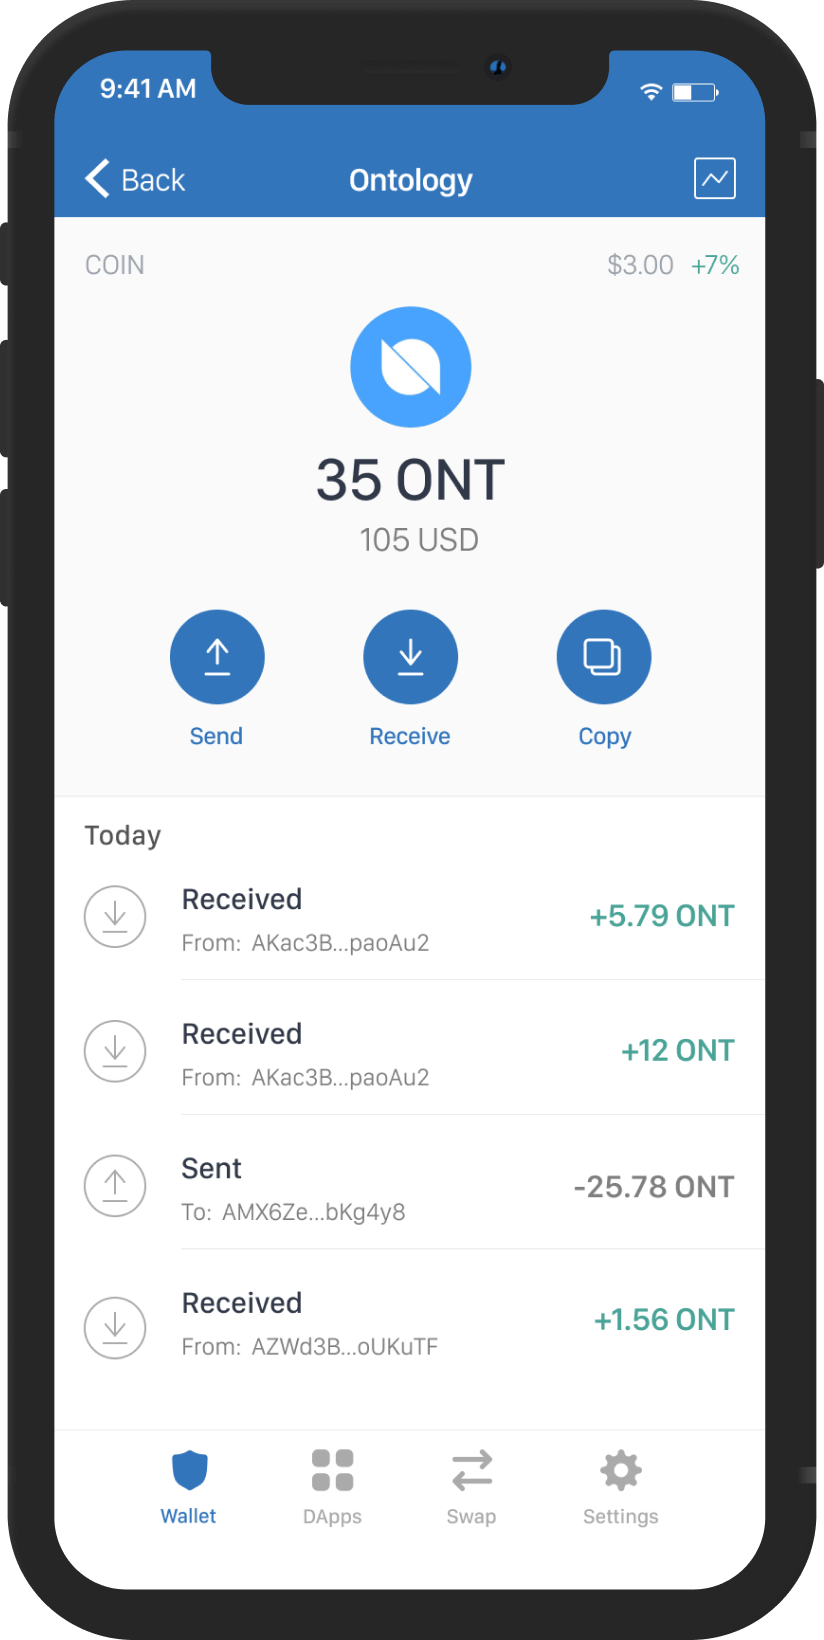 9:41 AM
Back
Ontology
COIN
$3.00 +7%
35 ONT
105 USD
Send
Receive
Copy
Today
Received
+5.79 ONT
From: AKac3B...paoAu2
Received
+12 ONT
From: AKac3B...paoAu2
Sent
-25.78 ONT
To: AMX6Ze...bKg4y8
Received
+1.56 ONT
From: AZWd3B...oUKuTF
Wallet
DApps
Swap
Settings